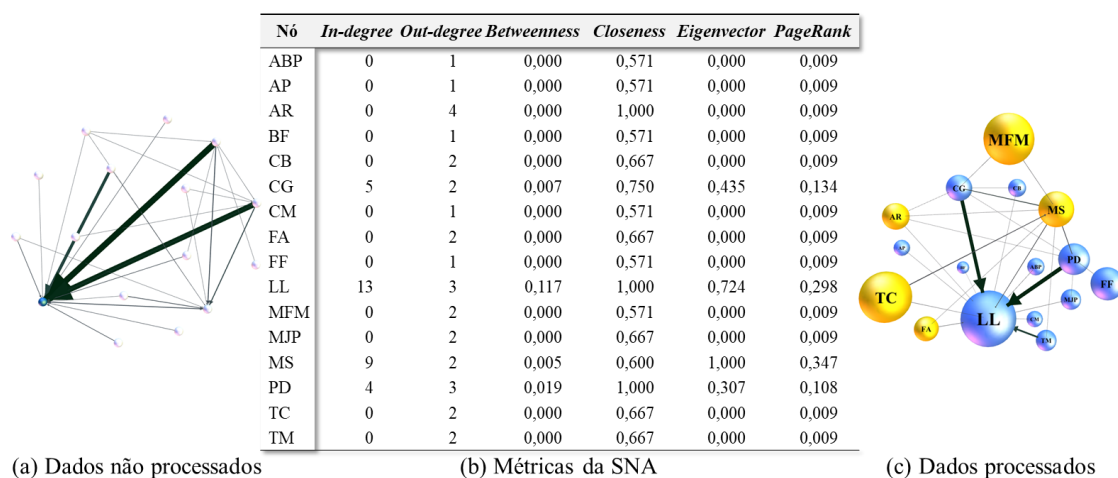 Nó In-degree Out-degree Betweenness Closeness Eigenvector PageRank
ABP 0 1 0,000 0,571 0,000 0,009
AP 0 1 0,000 0,571 0,000 0,009
AR 0 4 0,000 1,000 0,000 0,009
BF 0 1 0,000 0,571 0,000 0,009
CB 0 2 0,000 0,667 0,000 0,009
CG 5 2 0,007 0,750 0,435 0,134
CM 0 1 0,000 0,571 0,000 0,009
FA 0 2 0,000 0,667 0,000 0,009
FF 0 1 0,000 0,571 0,000 0,009
LL 13 3 0,117 1,000 0,724 0,298
MFM 0 2 0,000 0,571 0,000 0,009
MJP 0 2 0,000 0,667 0,000 0,009
MS 9 2 0,005 0,600 1,000 0,347
PD 4 3 0,019 1,000 0,307 0,108
TC 0 2 0,000 0,667 0,000 0,009
TM 0 2 0,000 0,667 0,000 0,009
MFM
CG
CB
AR
MS
AP
PD
ABP
FF
TC
MJP
LL
CM
FA
TM
(a) Dados não processados
(b) Métricas da SNA
(c) Dados processados